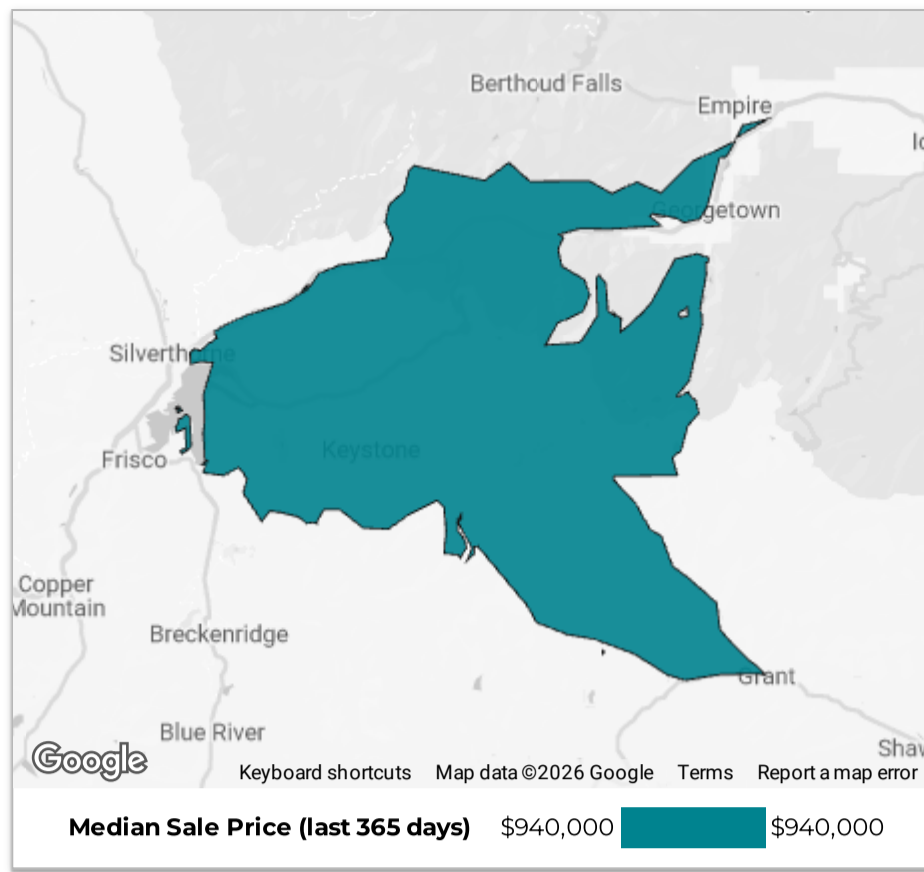 Berthoud Falls
Empire
Georgetown
Silverthorne
Keystone
Frisco
Copper
Mountain
Breckenridge
Grant
Blue River
Google
Keyboard shortcuts Map data ©2026 Google Terms Report a map error
Median Sale Price (last 365 days) $940,000 $940,000